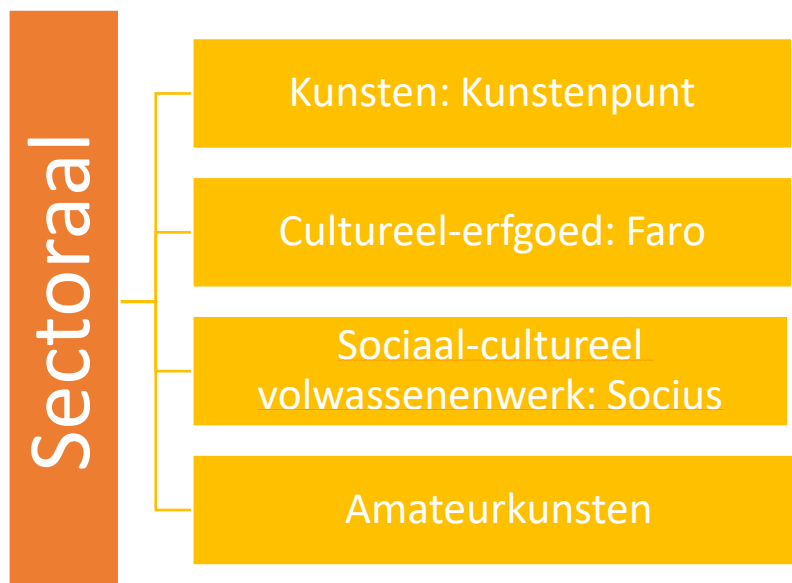 Sectoraal
Kunsten: Kunstenpunt
Cultureel-erfgoed: Faro
Sociaal-cultureel
volwassenenwerk: Socius
Amateurkunsten